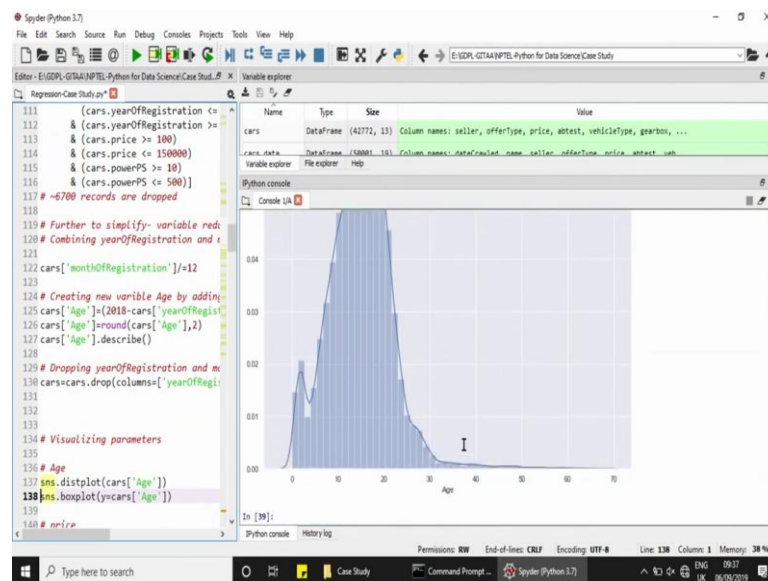 Spyder (Python 3.7)
File Edit Search Source Run Debug Consoles Projects Tools View Help
E:\GDPL-GITAA\NPTEL-Python for Data Science\Case Study
Editor - E:\GDPL-GITAA\NPTEL-Python for Data Science\Case Stud...
Regression-Case Study.py*
111 (cars.yearOfRegistration <=
112 & (cars.yearOfRegistration >=
113 & (cars.price >= 100)
114 & (cars.price <= 150000)
115 & (cars.powerPS >= 10)
116 & (cars.powerPS <= 500)]
117 # ~6700 records are dropped
118
119 # Further to simplify- variable redu
120 # Combining yearOfRegistration and
121
122 cars['monthOfRegistration']/=12
123
124 # Creating new varible Age by adding
125 cars['Age']=(2018-cars['yearOfRegist
126 cars['Age']=round(cars['Age'],2)
127 cars['Age'].describe()
128
129 # Dropping yearOfRegistration and mo
130 cars=cars.drop(columns=['yearOfRegi
131
132
133
134 # Visualizing parameters
135
136 # Age
137 sns.distplot(cars['Age'])
138 sns.boxplot(y=cars['Age'])
139
140 # price
Variable explorer
Name Type Size Value
cars DataFrame (42772, 13) Column names: seller, offerType, price, abtest, vehicleType, gearbox, ...
cars_data DataFrame (50001, 19) Column names: dateCrawled, name, seller, offerType, price, abtest, veh
Variable explorer File explorer Help
IPython console
Console 1/A
0.04
0.03
0.02
0.01
0.00
0 10 20 30 40 50 60 70
Age
In [39]:
IPython console History log
Permissions: RW End-of-lines: CRLF Encoding: UTF-8 Line: 138 Column: 1 Memory: 38 %
Type here to search
Case Study
Command Prompt ...
Spyder (Python 3.7)
ENG
UK
09:37
06/09/2019